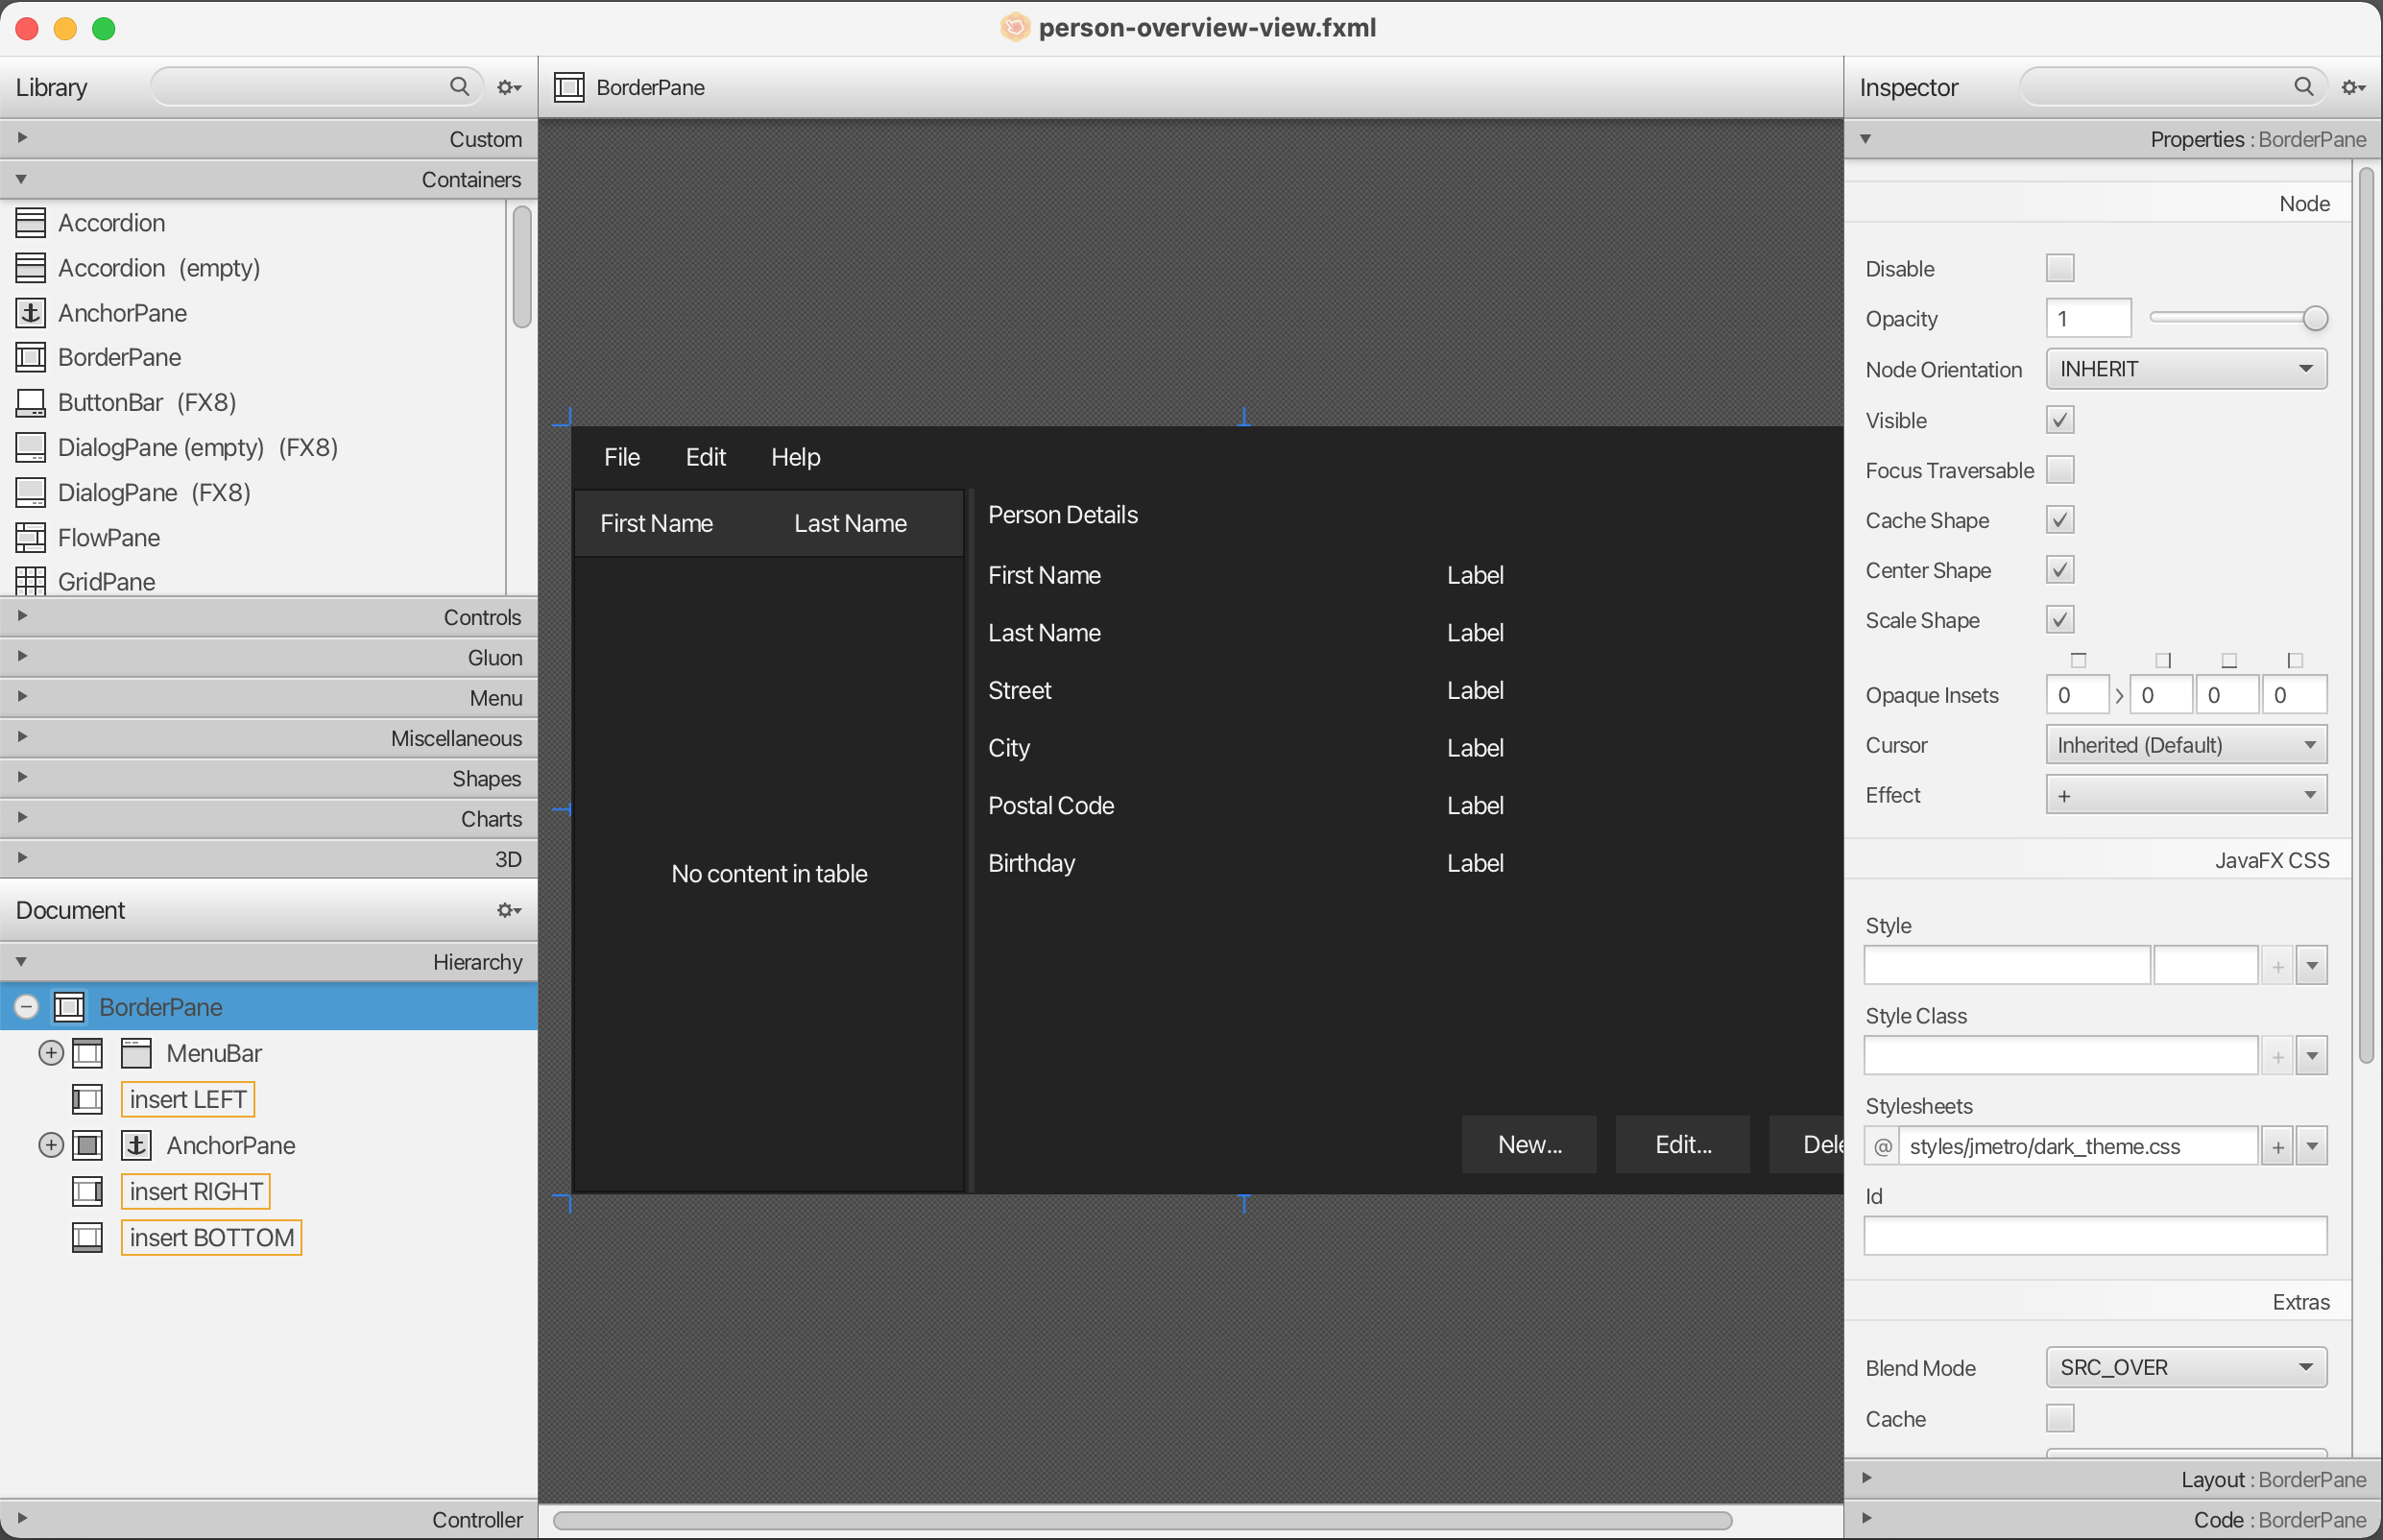 person-overview-view.fxml
Library
Custom
Containers
Accordion
Accordion (empty)
AnchorPane
BorderPane
ButtonBar (FX8)
DialogPane (empty) (FX8)
DialogPane (FX8)
FlowPane
GridPane
Controls
Gluon
Menu
Miscellaneous
Shapes
Charts
3D
Document
Hierarchy
BorderPane
MenuBar
insert LEFT
AnchorPane
insert RIGHT
insert BOTTOM
Controller
BorderPane
File Edit Help
First Name Last Name
No content in table
Person Details
First Name Label
Last Name Label
Street Label
City Label
Postal Code Label
Birthday Label
New... Edit... Dele
Inspector
Properties : BorderPane
Node
Disable
Opacity 1
Node Orientation INHERIT
Visible
Focus Traversable
Cache Shape
Center Shape
Scale Shape
Opaque Insets 0 > 0 0 0
Cursor Inherited (Default)
Effect +
JavaFX CSS
Style
+
Style Class
+
Stylesheets
@ styles/jmetro/dark_theme.css +
Id
Extras
Blend Mode SRC_OVER
Cache
Layout : BorderPane
Code : BorderPane